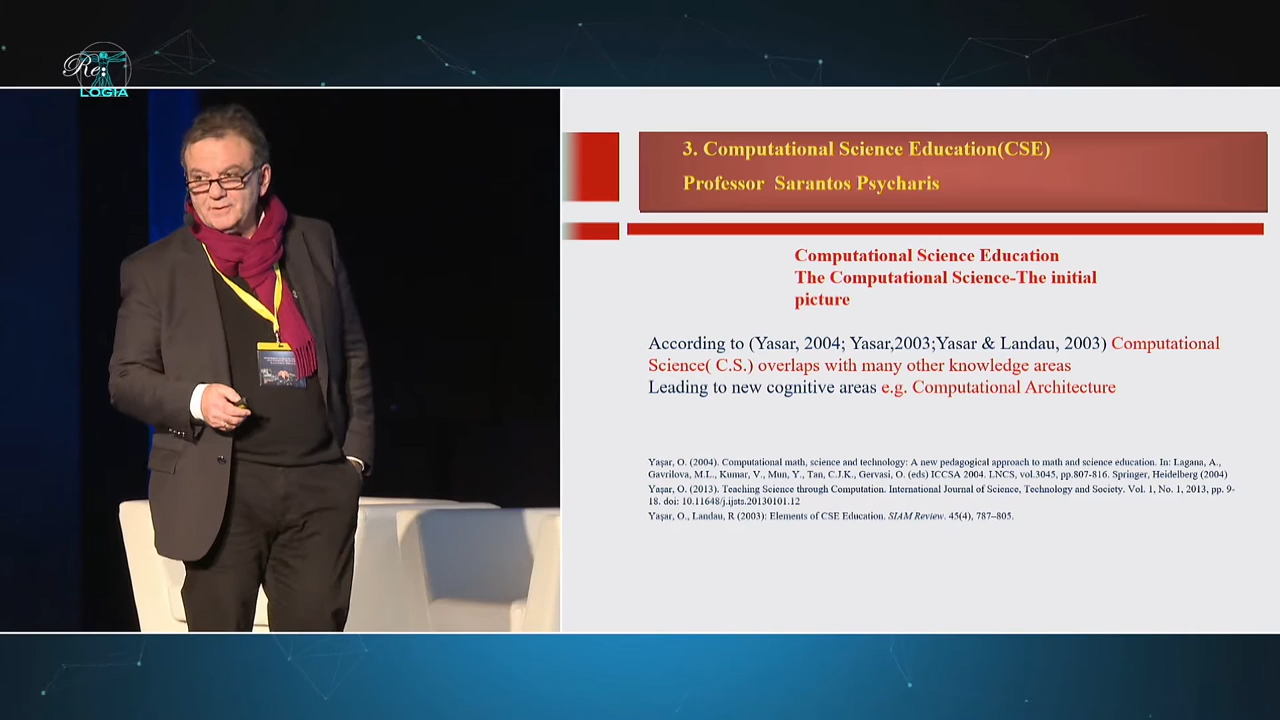 Re:
LOGIA
3. Computational Science Education(CSE)
Professor Sarantos Psycharis
Computational Science Education
The Computational Science-The initial
picture
According to (Yasar, 2004; Yasar,2003;Yasar & Landau, 2003) Computational
Science( C.S.) overlaps with many other knowledge areas
Leading to new cognitive areas e.g. Computational Architecture
Yaşar, O. (2004). Computational math, science and technology: A new pedagogical approach to math and science education. In: Lagana, A.,
Gavrilova, M.L., Kumar, V., Mun, Y., Tan, C.J.K., Gervasi, O. (eds) ICCSA 2004. LNCS, vol.3045, pp.807-816. Springer, Heidelberg (2004)
Yaşar, O. (2013). Teaching Science through Computation. International Journal of Science, Technology and Society. Vol. 1, No. 1, 2013, pp. 9-
18. doi: 10.11648/j.ijsts.20130101.12
Yaşar, O., Landau, R (2003): Elements of CSE Education. SIAM Review. 45(4), 787–805.